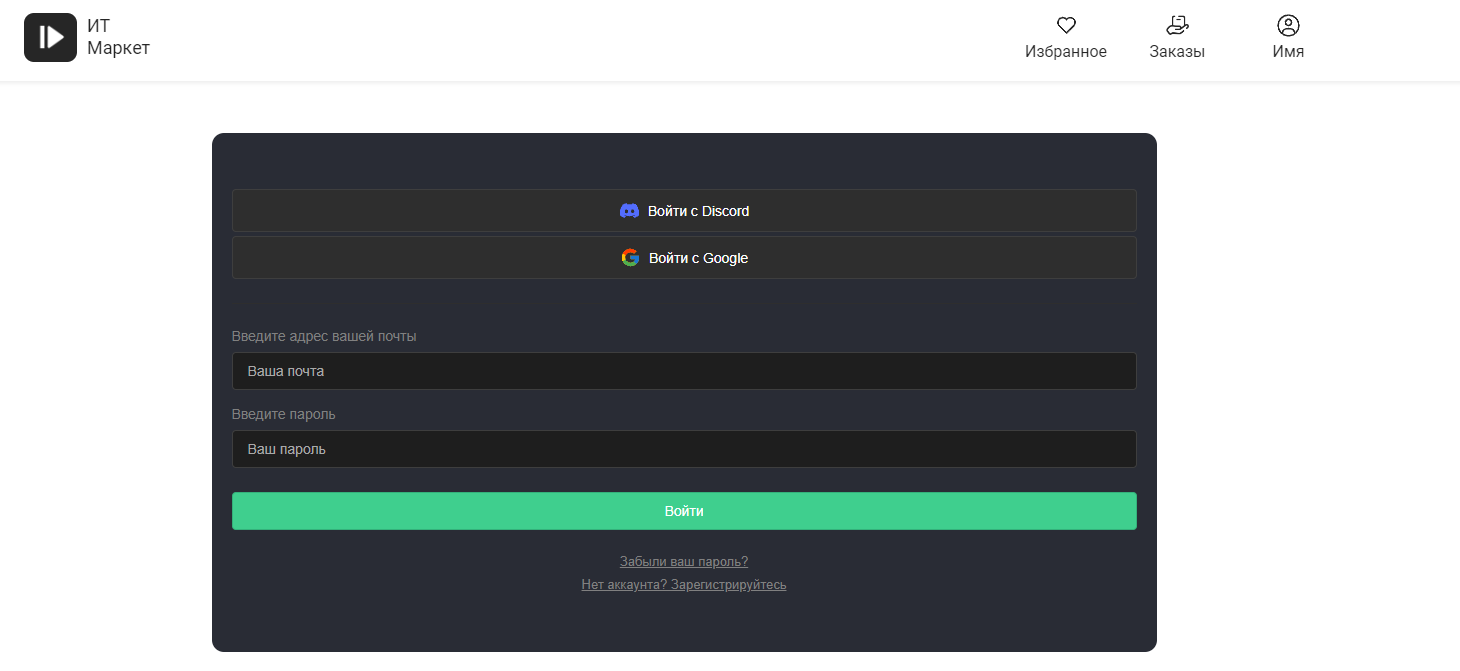 ИТ
Маркет
Избранное
Заказы
Имя
Войти с Discord
Войти с Google
Введите адрес вашей почты
Ваша почта
Введите пароль
Ваш пароль
Войти
Забыли ваш пароль?
Нет аккаунта? Зарегистрируйтесь